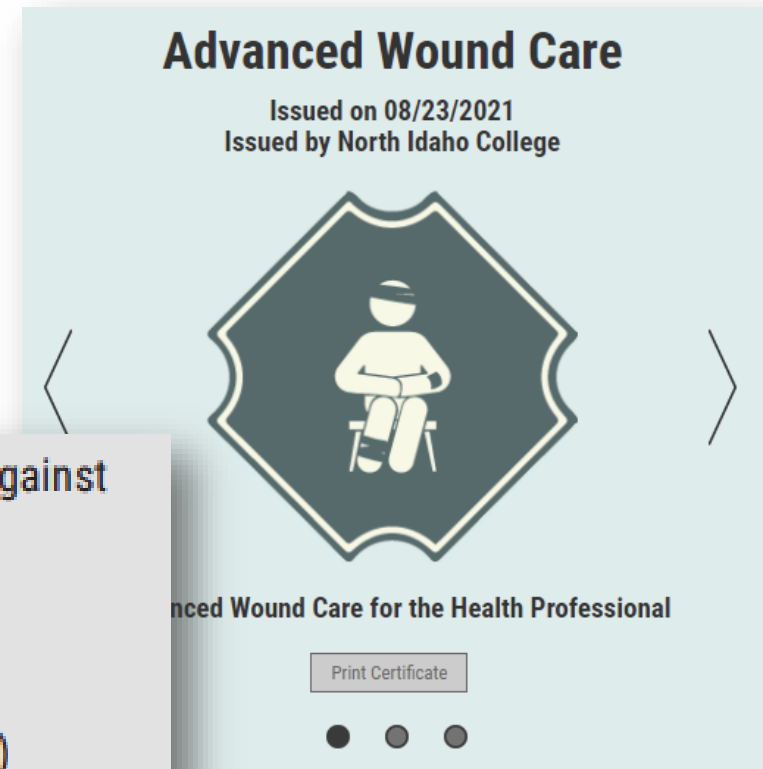 Advanced Wound Care
Issued on 08/23/2021
Issued by North Idaho College
gainst
nced Wound Care for the Health Professional
Print Certificate
)